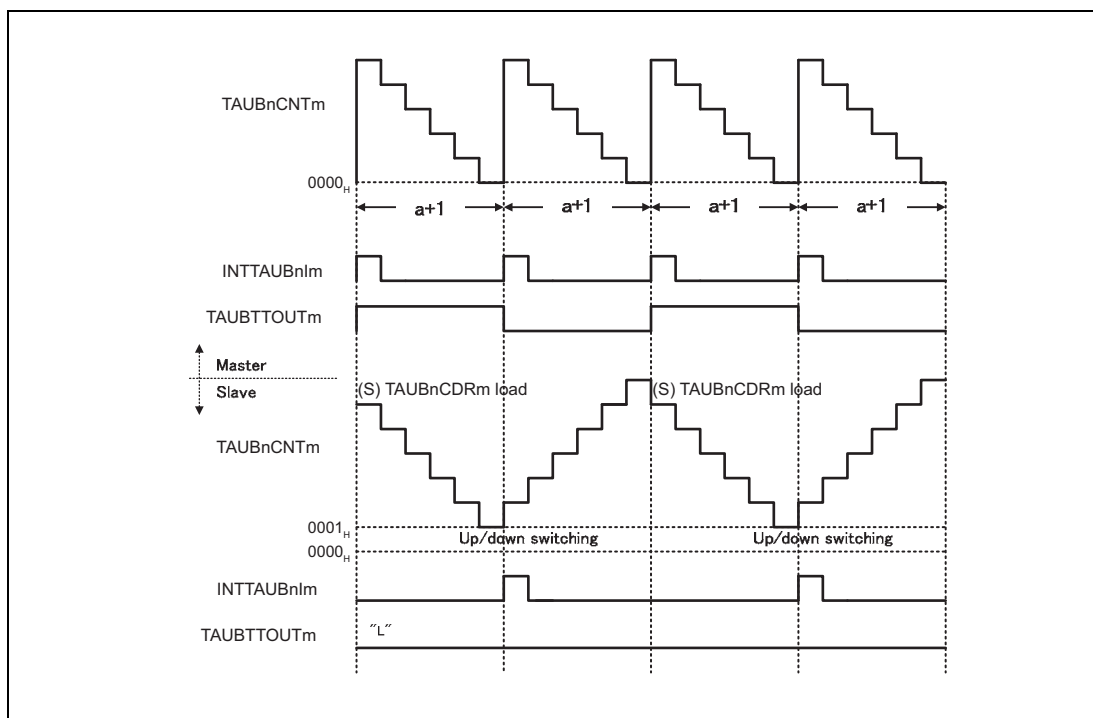 TAUBnCNTm
0000H
a+1 a+1 a+1 a+1
INTTAUBnIm
TAUBTTOUTm
Master
Slave
(S) TAUBnCDRm load (S) TAUBnCDRm load
TAUBnCNTm
0001H
Up/down switching Up/down switching
0000H
INTTAUBnIm
"L"
TAUBTTOUTm